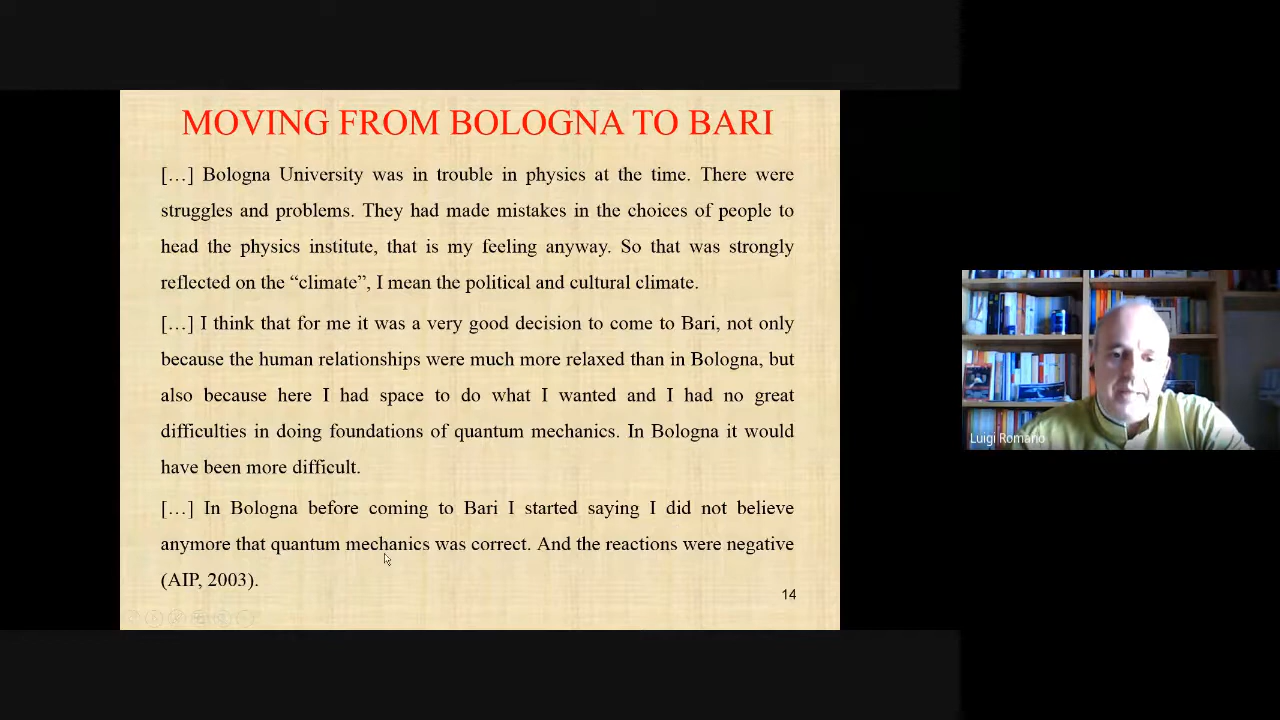 MOVING FROM BOLOGNA TO BARI
[…] Bologna University was in trouble in physics at the time. There were
struggles and problems. They had made mistakes in the choices of people to
head the physics institute, that is my feeling anyway. So that was strongly
reflected on the “climate”, I mean the political and cultural climate.
[…] I think that for me it was a very good decision to come to Bari, not only
because the human relationships were much more relaxed than in Bologna, but
also because here I had space to do what I wanted and I had no great
difficulties in doing foundations of quantum mechanics. In Bologna it would
have been more difficult.
[…] In Bologna before coming to Bari I started saying I did not believe
anymore that quantum mechanics was correct. And the reactions were negative
(AIP, 2003).
14
Luigi Romano